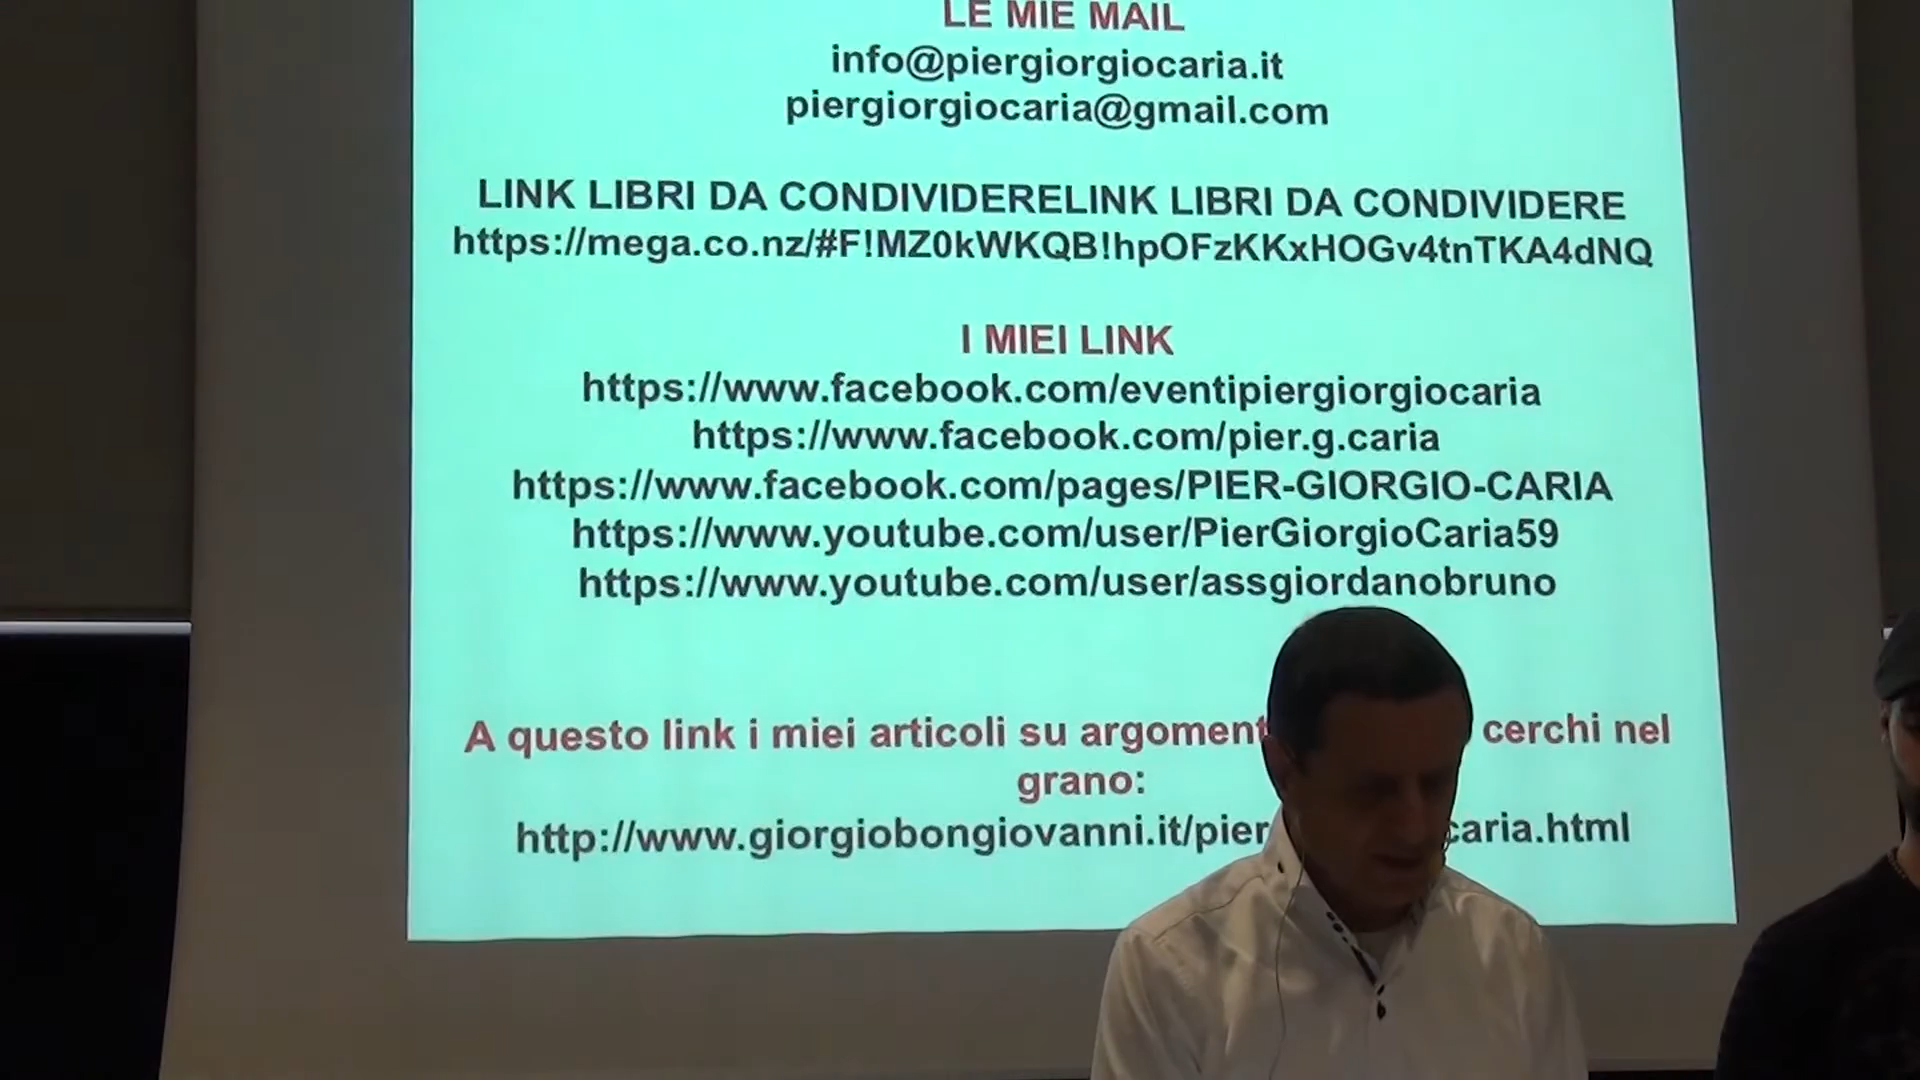 LE MIE MAIL
info@piergiorgiocaria.it
piergiorgiocaria@gmail.com
LINK LIBRI DA CONDIVIDERELINK LIBRI DA CONDIVIDERE
https://mega.co.nz/#F!MZ0kWKQB!hpOFzKKxHOGv4tnTKA4dNQ
I MIEI LINK
https://www.facebook.com/eventipiergiorgiocaria
https://www.facebook.com/pier.g.caria
https://www.facebook.com/pages/PIER-GIORGIO-CARIA
https://www.youtube.com/user/PierGiorgioCaria59
https://www.youtube.com/user/assgiordanobruno
A questo link i miei articoli su argoment cerchi nel
grano:
http://www.giorgiobongiovanni.it/pier caria.html